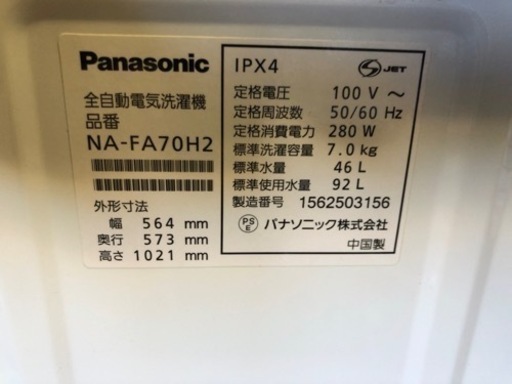 Panasonic
全自動電気洗濯機
品番
NA-FA70H2
外形寸法
幅 564 mm
奥行 573 mm
高さ 1021 mm
IPX4
S JET
定格電圧 100 V ~
定格周波数 50/60 Hz
定格消費電力 280 W
標準洗濯容量 7.0 kg
標準水量 46 L
標準使用水量 92 L
製造番号 1562503156
PS E パナソニック株式会社
中国製